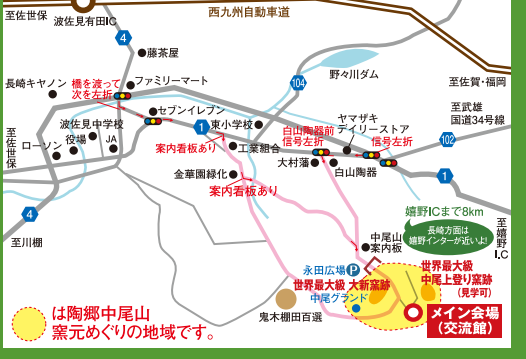 至佐世保
波佐見有田IC
西九州自動車道
4
藤茶屋
橋を渡って
次を左折
ファミリーマート
長崎キヤノン
104
野々川ダム
至佐賀・福岡
セブンイレブン
東小学校
ヤマザキ
デイリーストア
至武雄
国道34号線
波佐見中学校
1
白山陶器前
信号左折
信号左折
102
至佐世保
ローソン
役場
JA
案内看板あり
工業組合
大村藩
白山陶器
1
金華園緑化
案内看板あり
4
至川棚
嬉野ICまで8km
長崎方面は
嬉野インターが近いよ!
至嬉野I.C
中尾山
案内板
永田広場
P
世界最大級 大新窯跡
世界最大級
中尾上登り窯跡
(見学可)
中尾グランド
鬼木棚田百選
メイン会場
(交流館)
は陶郷中尾山
窯元めぐりの地域です。